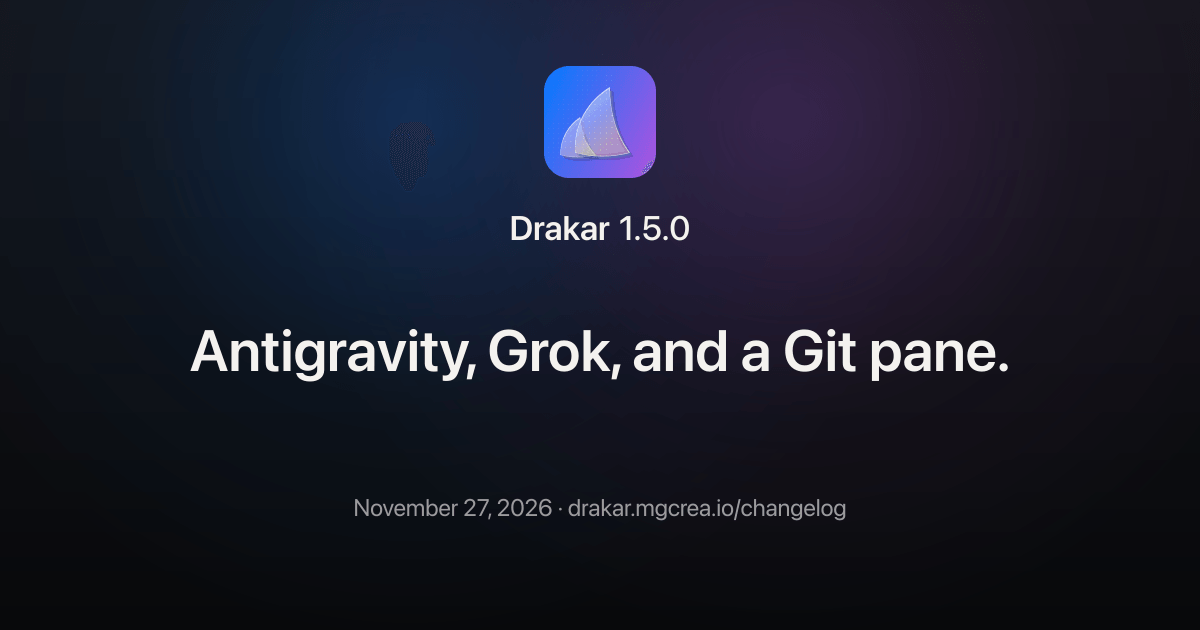 Drakar 1.5.0
Antigravity, Grok, and a Git pane.
November 27, 2026 · drakar.mgcrea.io/changelog